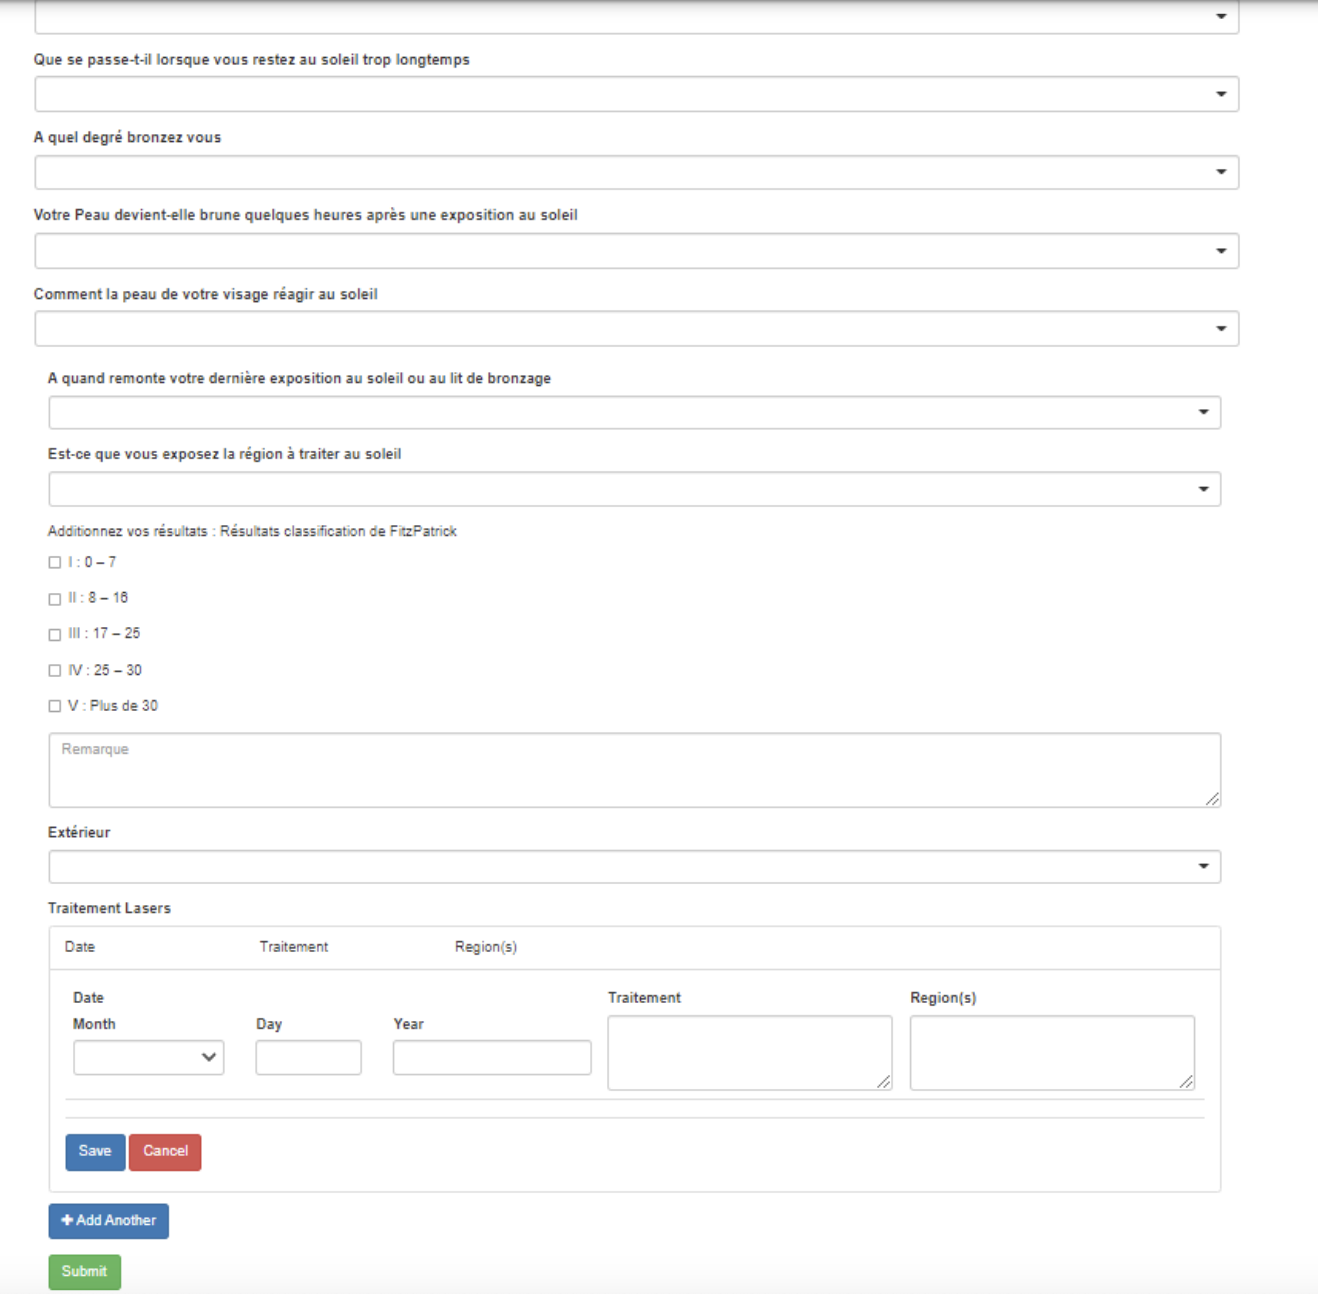 Que se passe-t-il lorsque vous restez au soleil trop longtemps
A quel degré bronzez vous
Votre Peau devient-elle brune quelques heures après une exposition au soleil
Comment la peau de votre visage réagir au soleil
A quand remonte votre dernière exposition au soleil ou au lit de bronzage
Est-ce que vous exposez la région à traiter au soleil
Additionnez vos résultats : Résultats classification de FitzPatrick
I : 0 – 7
II : 8 – 16
III : 17 – 25
IV : 25 – 30
V : Plus de 30
Remarque
Extérieur
Traitement Lasers
Date Traitement Region(s)
Date Traitement Region(s)
Month Day Year
Save Cancel
+ Add Another
Submit